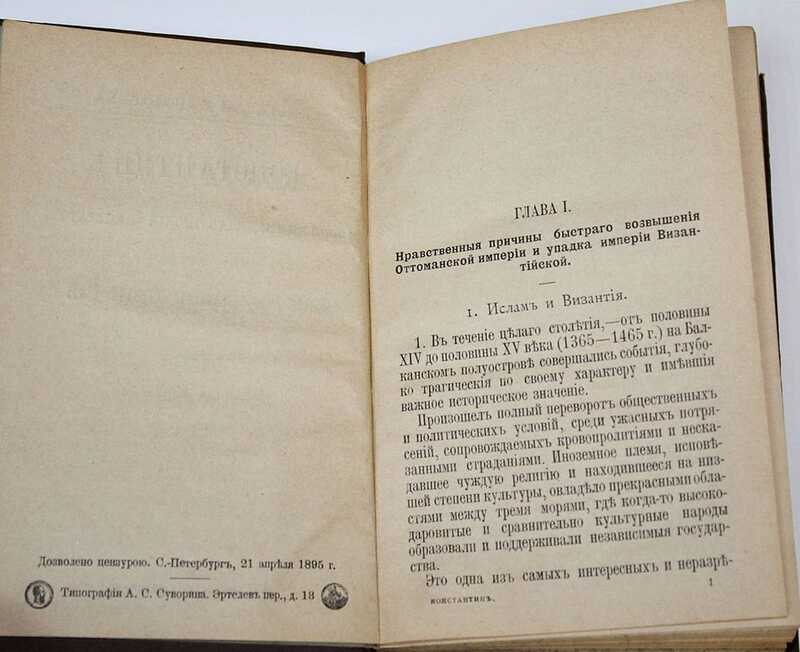 Дозволено цензурою. С.-Петербургъ, 21 апрѣля 1895 г.
Типографія А. С. Суворина. Эртелевъ пер., д. 13
ГЛАВА I.
Нравственныя причины быстраго возвышенія
Оттоманской имперіи и упадка имперіи Визан-
тійской.
1. Исламъ и Византія.
1. Въ теченіе цѣлаго столѣтія,—отъ половины
XIV до половины XV вѣка (1365—1465 г.) на Бал-
канскомъ полуостровѣ совершались событія, глубо-
ко трагическія по своему характеру и имѣвшія
важное историческое значеніе.
Произошелъ полный переворотъ общественныхъ
и политическихъ условій, среди ужасныхъ потря-
сеній, сопровождаемыхъ кровопролитіями и неска-
занными страданіями. Иноземное племя, исповѣ-
давшее чуждую религію и находившееся на низ-
шей степени культуры, овладѣло прекрасными обла-
стями между тремя морями, гдѣ когда-то высоко-
даровитые и сравнительно культурные народы
образовали и поддерживали независимыя государ-
ства.
Это одна изъ самыхъ интересныхъ и неразрѣ-
КОНСТАНТИНЪ.
1